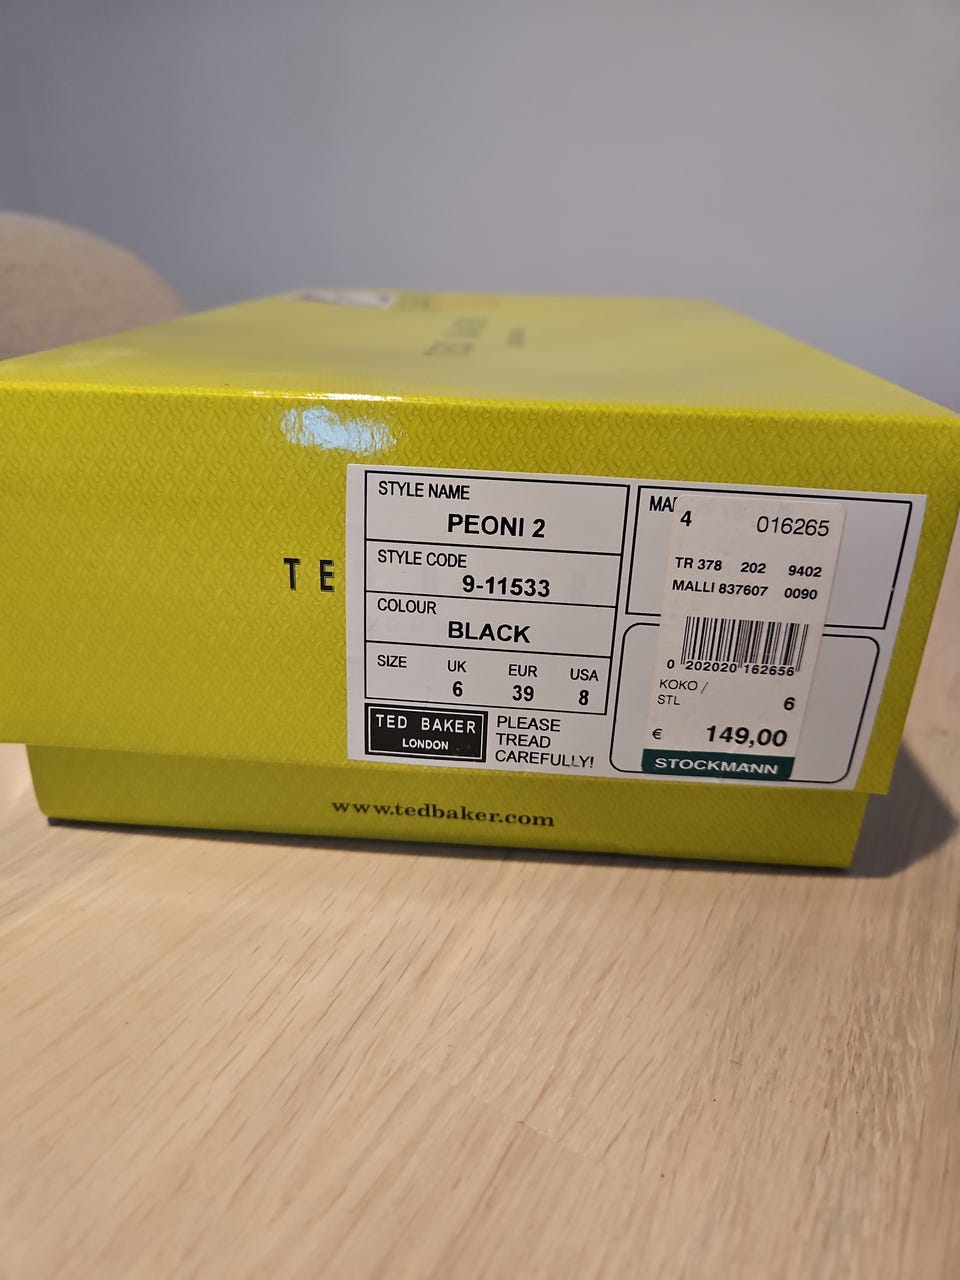 TE
STYLE NAME
PEONI 2
STYLE CODE
9-11533
COLOUR
BLACK
SIZE UK EUR USA
6 39 8
TED BAKER
LONDON
PLEASE
TREAD
CAREFULLY!
4 016265
TR 378 202 9402
MALLI 837607 0090
0 202020 162656
KOKO / 6
STL
€ 149,00
STOCKMANN
www.tedbaker.com